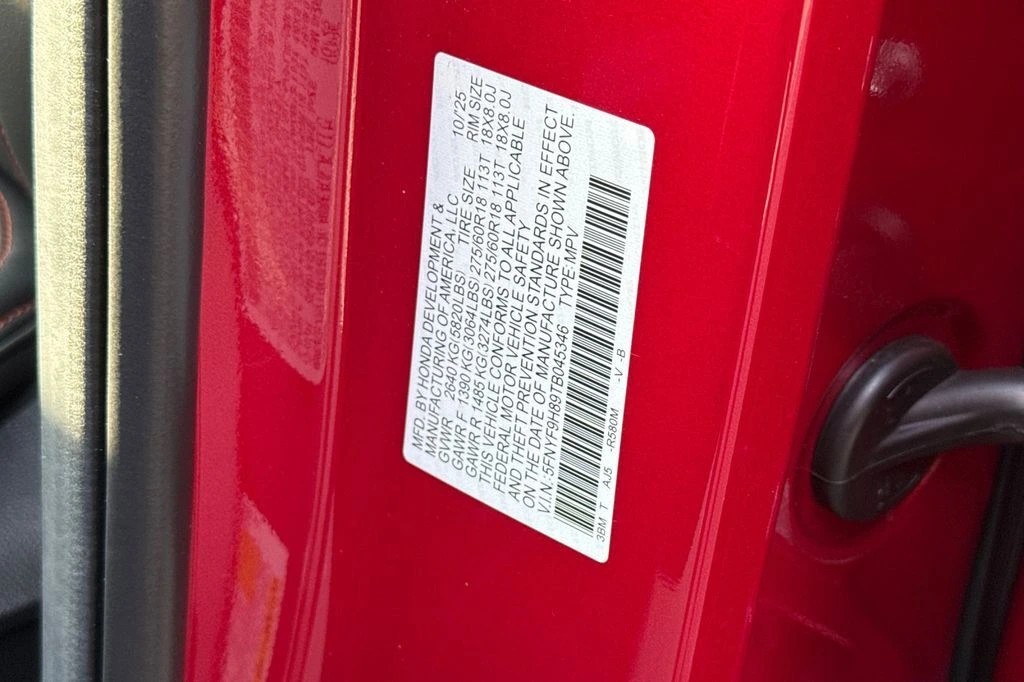 MFD. BY HONDA DEVELOPMENT &
MANUFACTURING OF AMERICA, LLC 10/25
GVWR 2640 KG(5820LBS) TIRE SIZE RIM SIZE
GAWR F 1390 KG(3064LBS) 275/60R18 113T 18X8.0J
GAWR R 1485 KG(3274LBS) 275/60R18 113T 18X8.0J
THIS VEHICLE CONFORMS TO ALL APPLICABLE
FEDERAL MOTOR VEHICLE SAFETY
AND THEFT PREVENTION STANDARDS IN EFFECT
ON THE DATE OF MANUFACTURE SHOWN ABOVE.
V.I.N: 5FNYF9H89TB045346 TYPE:MPV
3BM T AJ5 -R580M -V -B